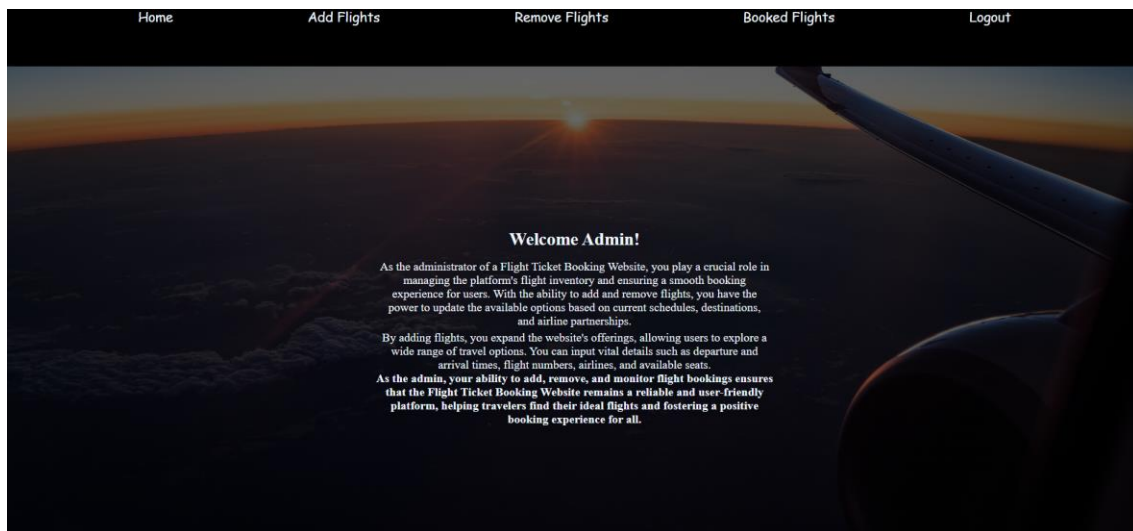 Home Add Flights Remove Flights Booked Flights Logout
Welcome Admin!
As the administrator of a Flight Ticket Booking Website, you play a crucial role in
managing the platform's flight inventory and ensuring a smooth booking
experience for users. With the ability to add and remove flights, you have the
power to update the available options based on current schedules, destinations,
and airline partnerships.
By adding flights, you expand the website's offerings, allowing users to explore a
wide range of travel options. You can input vital details such as departure and
arrival times, flight numbers, airlines, and available seats.
As the admin, your ability to add, remove, and monitor flight bookings ensures
that the Flight Ticket Booking Website remains a reliable and user-friendly
platform, helping travelers find their ideal flights and fostering a positive
booking experience for all.